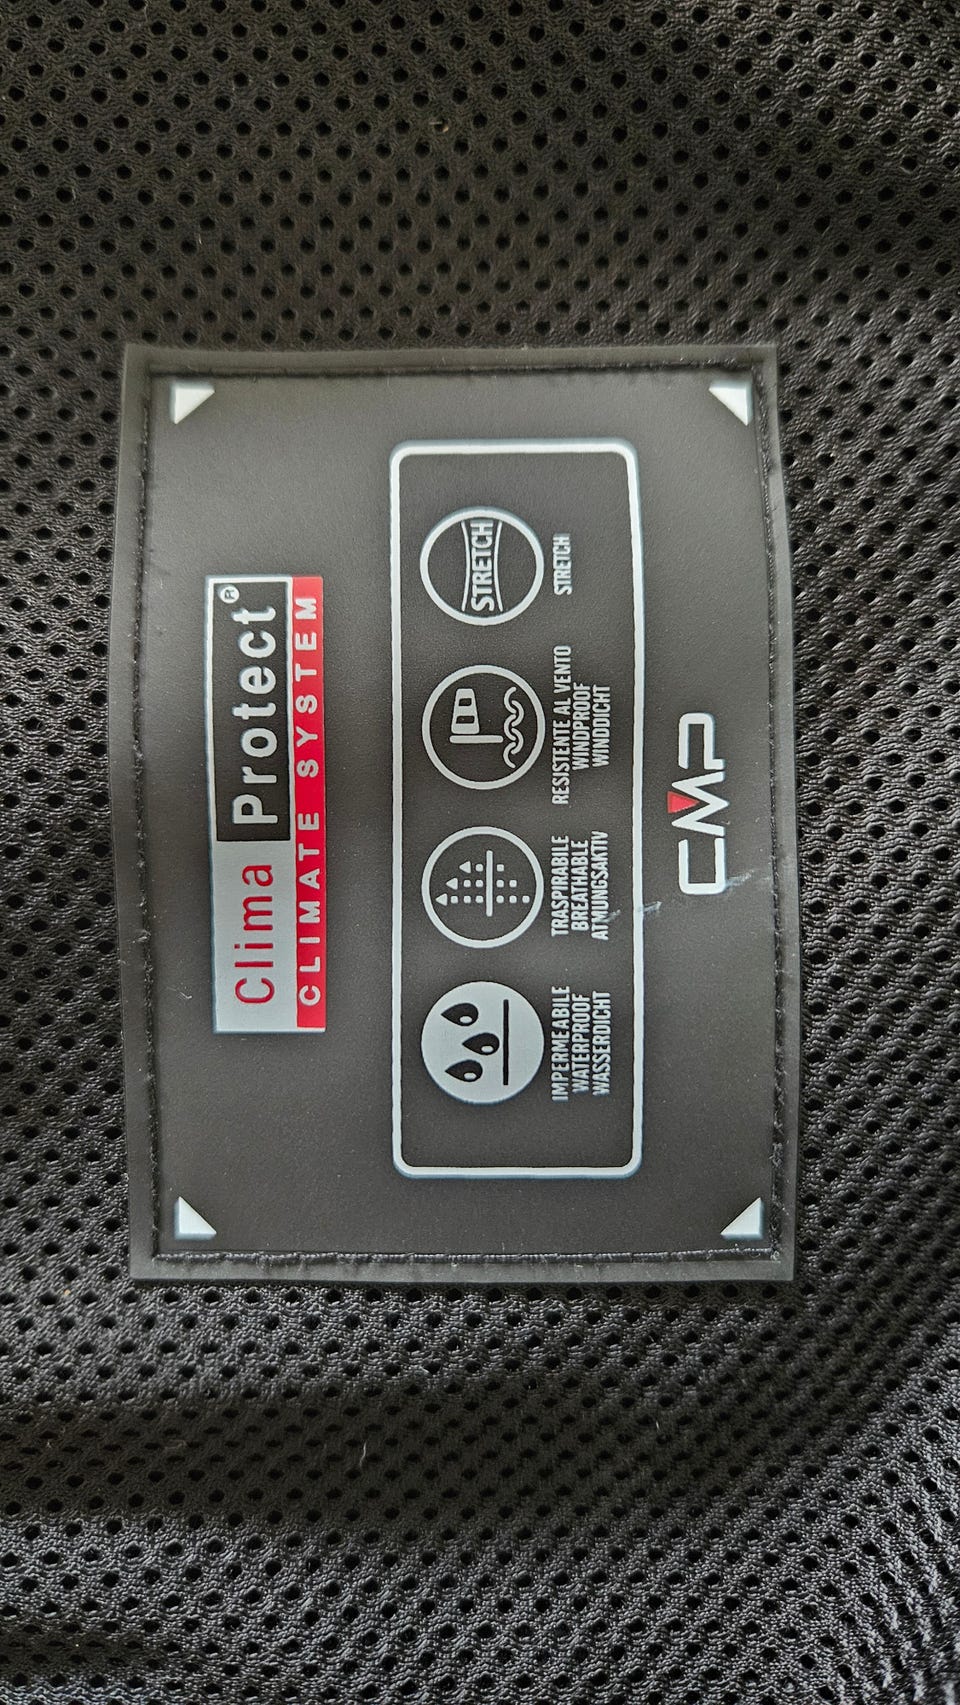 Clima Protect®
CLIMATE SYSTEM
STRETCH
IMPERMEABILE
WATERPROOF
WASSERDICHT
TRASPIRABILE
BREATHABLE
ATMUNGSAKTIV
RESISTENTE AL VENTO
WINDPROOF
WINDDICHT
STRETCH
CMP